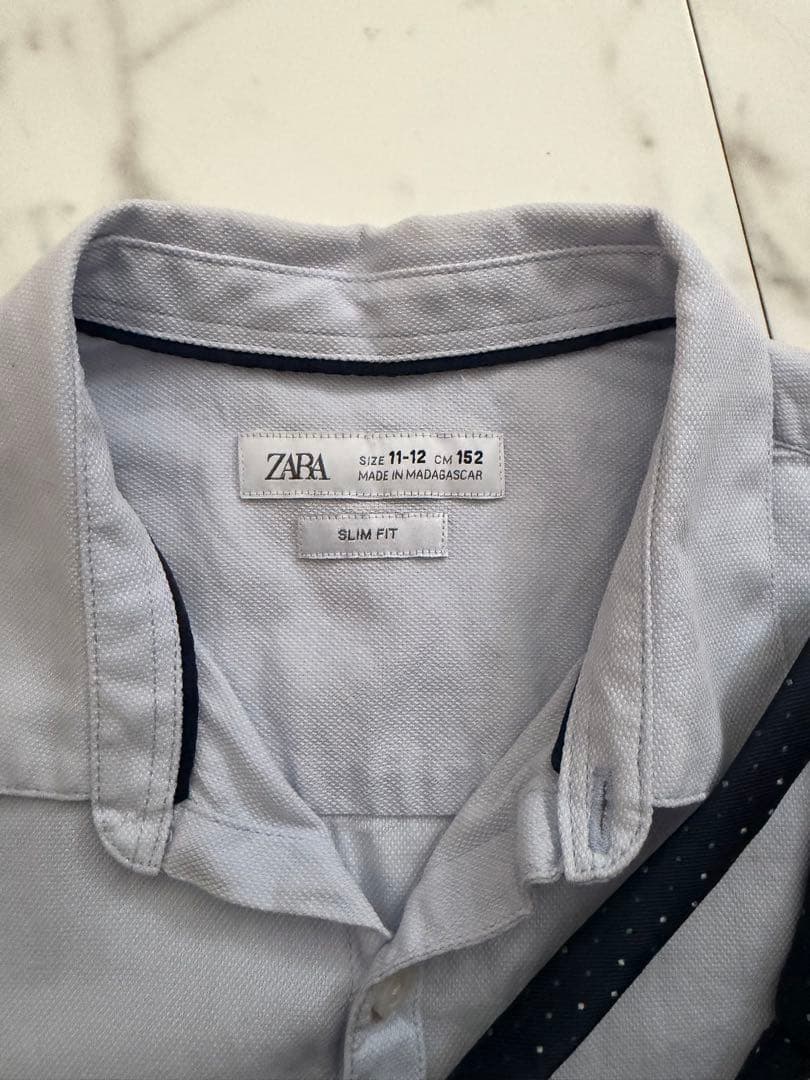 ZARA
SIZE 11-12 CM 152
MADE IN MADAGASCAR
SLIM FIT